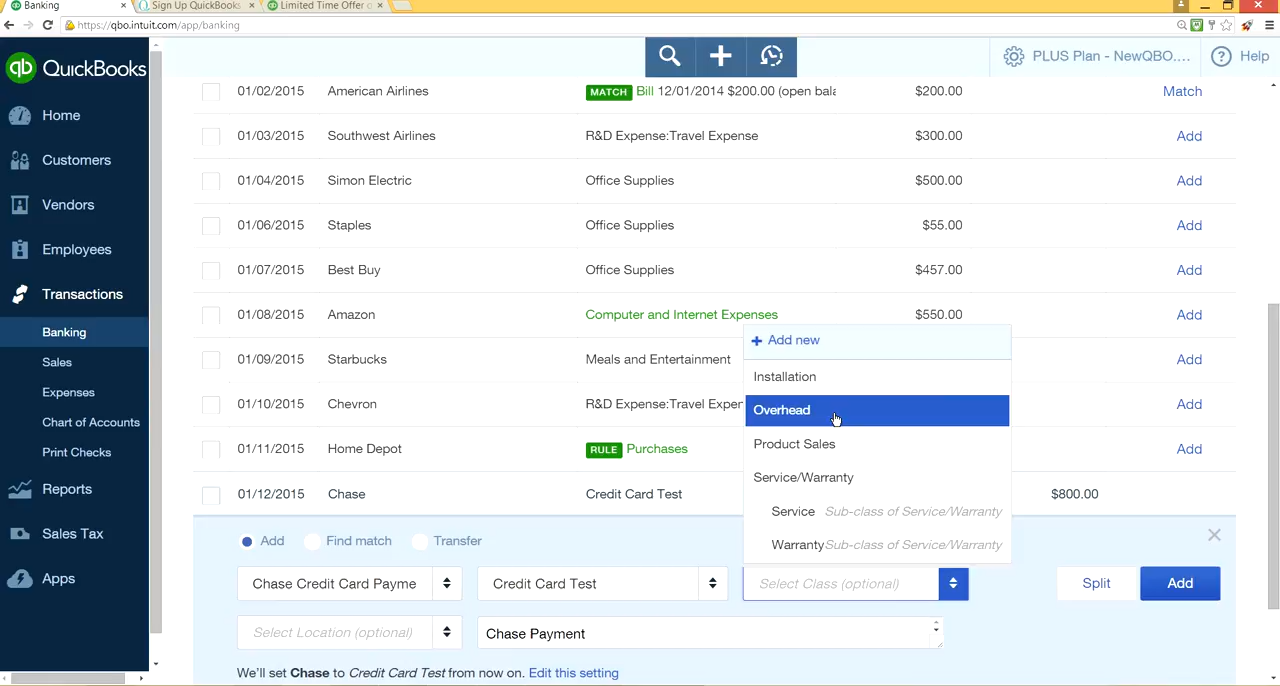 Banking × Sign Up QuickBooks × Limited Time Offer ×
https://qbo.intuit.com/app/banking
qb QuickBooks PLUS Plan - NewQBO.... ? Help
Home
Customers
Vendors
Employees
Transactions
Banking
Sales
Expenses
Chart of Accounts
Print Checks
Reports
Sales Tax
Apps
01/02/2015 American Airlines MATCH Bill 12/01/2014 $200.00 (open bala $200.00 Match
01/03/2015 Southwest Airlines R&D Expense:Travel Expense $300.00 Add
01/04/2015 Simon Electric Office Supplies $500.00 Add
01/06/2015 Staples Office Supplies $55.00 Add
01/07/2015 Best Buy Office Supplies $457.00 Add
01/08/2015 Amazon Computer and Internet Expenses $550.00 Add
01/09/2015 Starbucks Meals and Entertainment Add
01/10/2015 Chevron R&D Expense:Travel Expen Add
01/11/2015 Home Depot RULE Purchases Add
01/12/2015 Chase Credit Card Test $800.00
+ Add new
Installation
Overhead
Product Sales
Service/Warranty
Service Sub-class of Service/Warranty
Warranty Sub-class of Service/Warranty
Add Find match Transfer
Chase Credit Card Payme Credit Card Test Select Class (optional) Split Add
Select Location (optional) Chase Payment
We'll set Chase to Credit Card Test from now on. Edit this setting